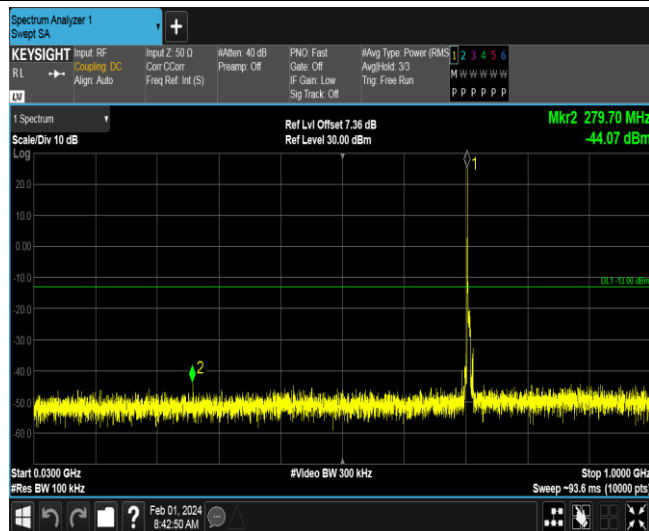 Spectrum Analyzer 1
Swept SA
+
KEYSIGHT Input: RF Input Z: 50 Ω #Atten: 40 dB PNO: Fast #Avg Type: Power (RMS 1 2 3 4 5 6
RL Coupling: DC Corr CCorr Preamp: Off Gate: Off Avg|Hold: 3/3 M W W W W W
Align: Auto Freq Ref: Int (S) IF Gain: Low Trig: Free Run
Sig Track: Off P P P P P P
LXI
1 Spectrum Ref Lvl Offset 7.36 dB Mkr2 279.70 MHz
Scale/Div 10 dB Ref Level 30.00 dBm -44.07 dBm
Log
1
20.0
10.0
0.00
-10.0
DL1 -13.00 dBm
-20.0
-30.0
-40.0
2
-50.0
-60.0
Start 0.0300 GHz #Video BW 300 kHz Stop 1.0000 GHz
#Res BW 100 kHz Sweep ~93.6 ms (10000 pts)
? Feb 01, 2024
8:42:50 AM